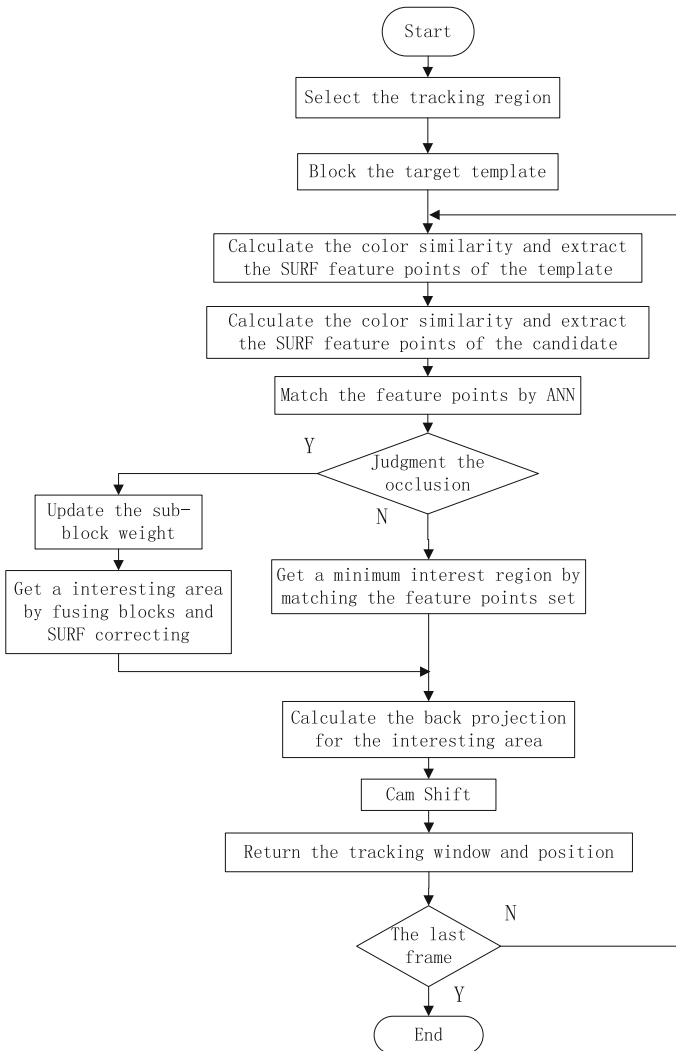 Start
Select the tracking region
Block the target template
Calculate the color similarity and extract
the SURF feature points of the template
Calculate the color similarity and extract
the SURF feature points of the candidate
Match the feature points by ANN
Y
Judgment the
occlusion
N
Update the sub-
block weight
Get a interesting area
by fusing blocks and
SURF correcting
Get a minimum interest region by
matching the feature points set
Calculate the back projection
for the interesting area
Cam Shift
Return the tracking window and position
The last
frame
N
Y
End